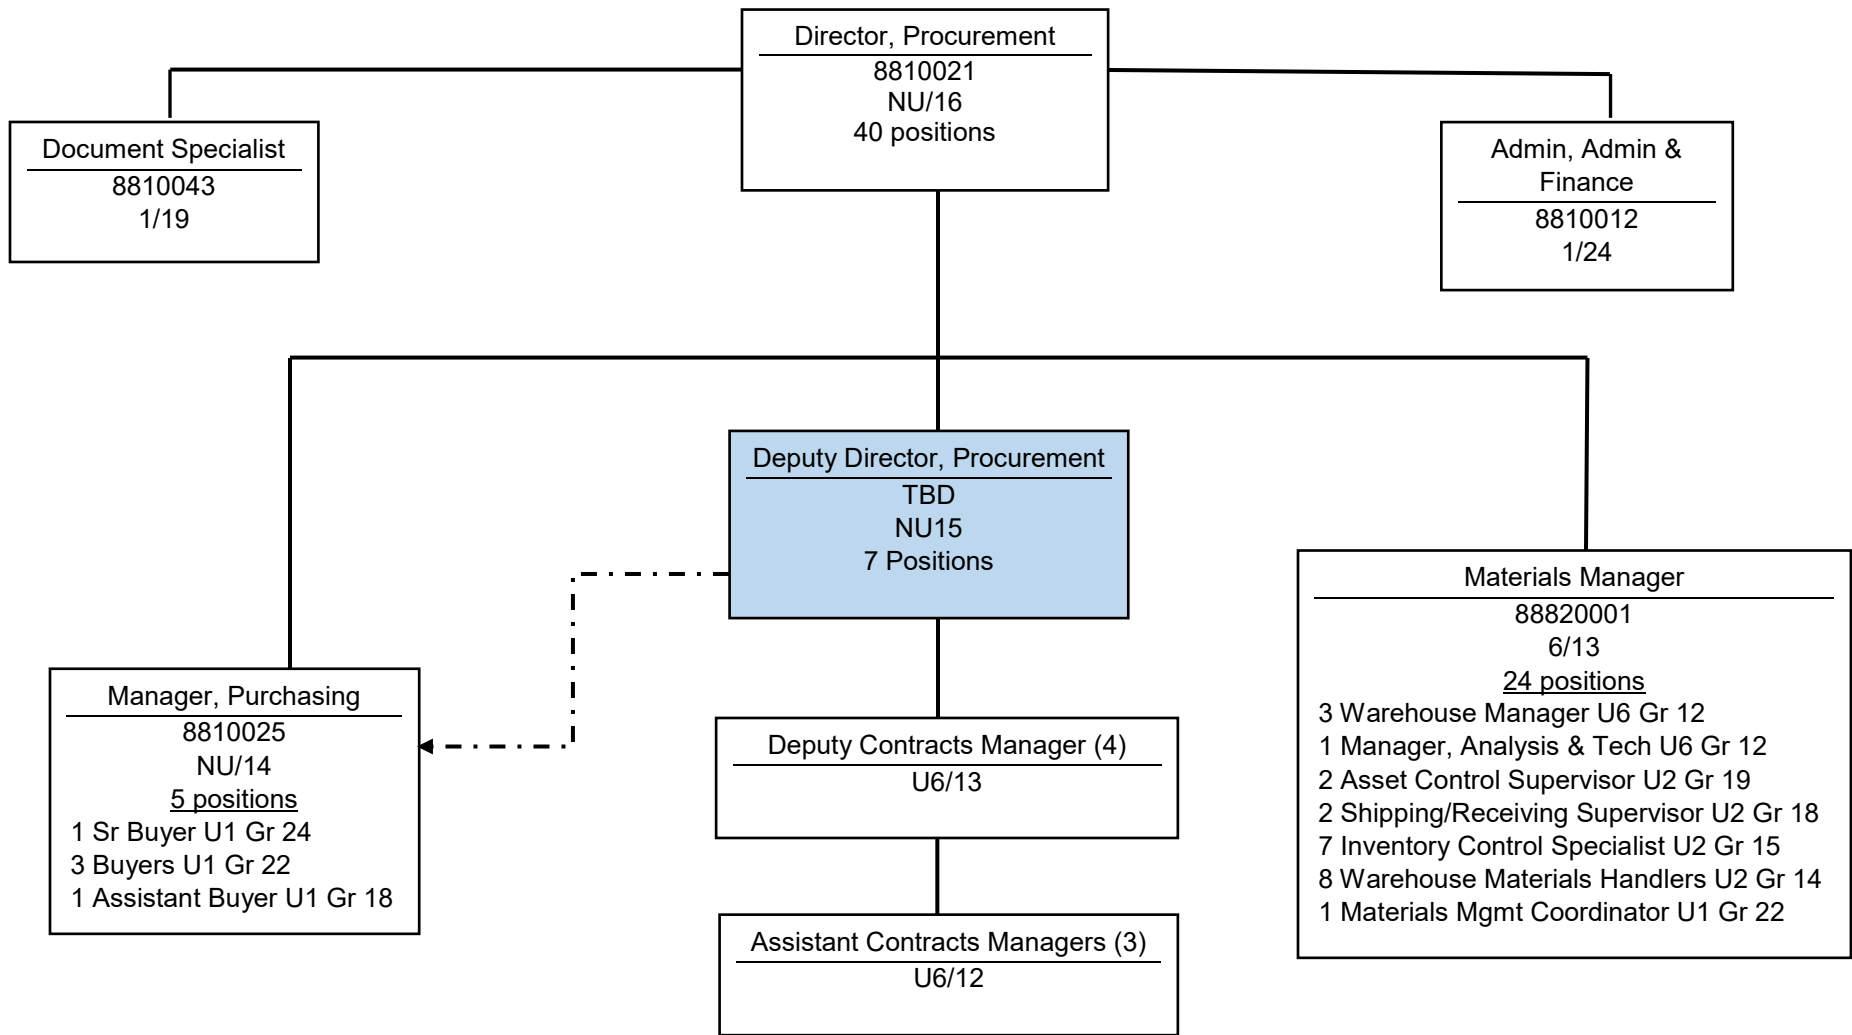 Director, Procurement
8810021
NU/16
40 positions
Document Specialist
8810043
1/19
Admin, Admin &
Finance
8810012
1/24
Deputy Director, Procurement
TBD
NU15
7 Positions
Manager, Purchasing
8810025
NU/14
5 positions
1 Sr Buyer U1 Gr 24
3 Buyers U1 Gr 22
1 Assistant Buyer U1 Gr 18
Deputy Contracts Manager (4)
U6/13
Assistant Contracts Managers (3)
U6/12
Materials Manager
88820001
6/13
24 positions
3 Warehouse Manager U6 Gr 12
1 Manager, Analysis & Tech U6 Gr 12
2 Asset Control Supervisor U2 Gr 19
2 Shipping/Receiving Supervisor U2 Gr 18
7 Inventory Control Specialist U2 Gr 15
8 Warehouse Materials Handlers U2 Gr 14
1 Materials Mgmt Coordinator U1 Gr 22